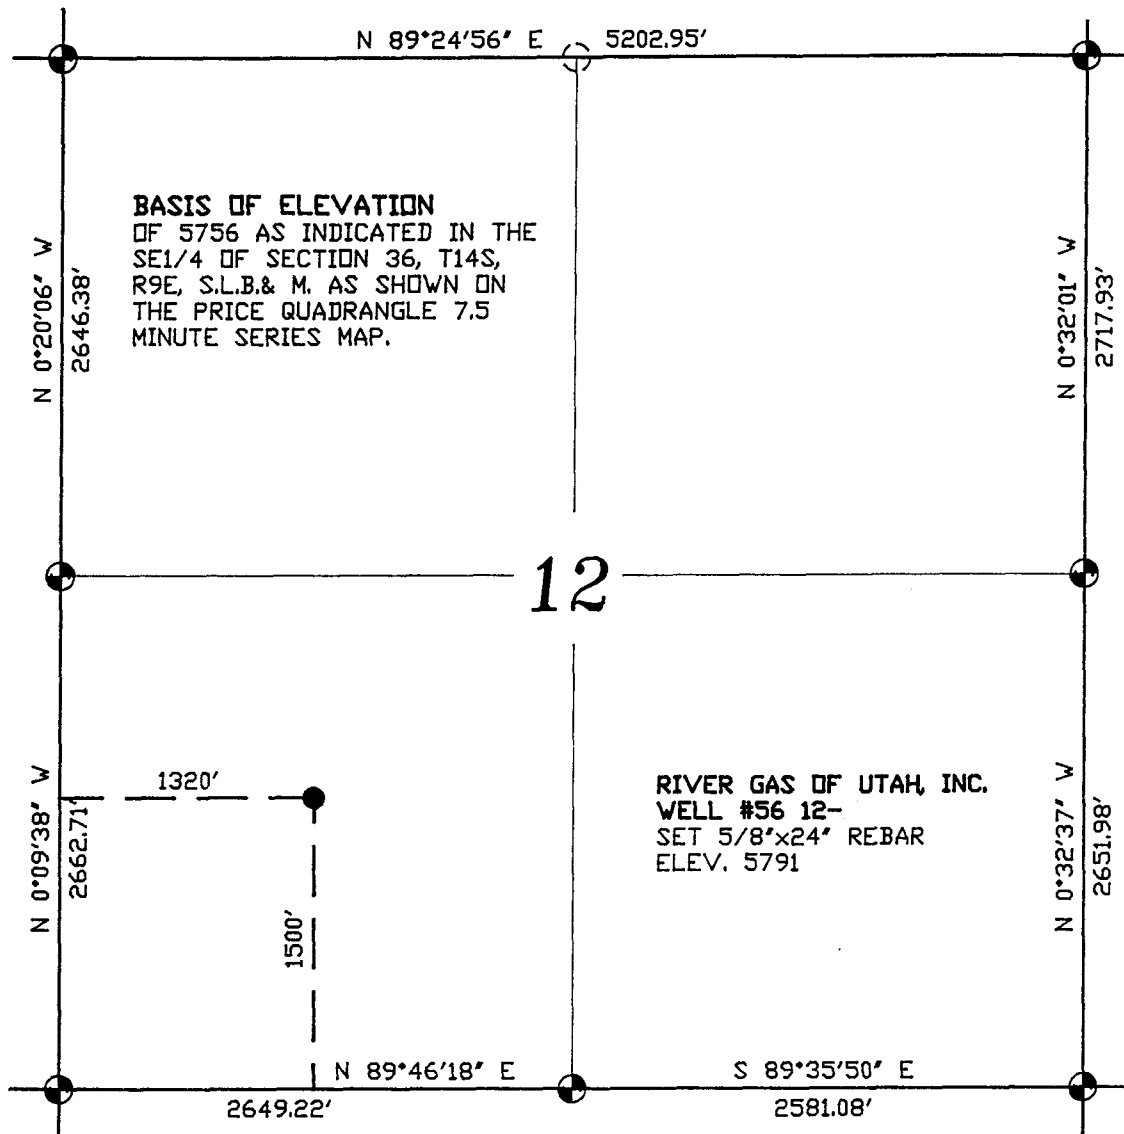 N 89°24'56" E 5202.95'
BASIS OF ELEVATION
OF 5756 AS INDICATED IN THE
SE1/4 OF SECTION 36, T14S,
R9E, S.L.B.& M. AS SHOWN ON
THE PRICE QUADRANGLE 7.5
MINUTE SERIES MAP.
N 0°20'06" W
2646.38'
N 0°32'01" W
2717.93'
12
1320'
1500'
N 0°09'38" W
2662.71'
RIVER GAS OF UTAH, INC.
WELL #56 12-
SET 5/8"x24" REBAR
ELEV. 5791
N 0°32'37" W
2651.98'
N 89°46'18" E
2649.22'
S 89°35'50" E
2581.08'